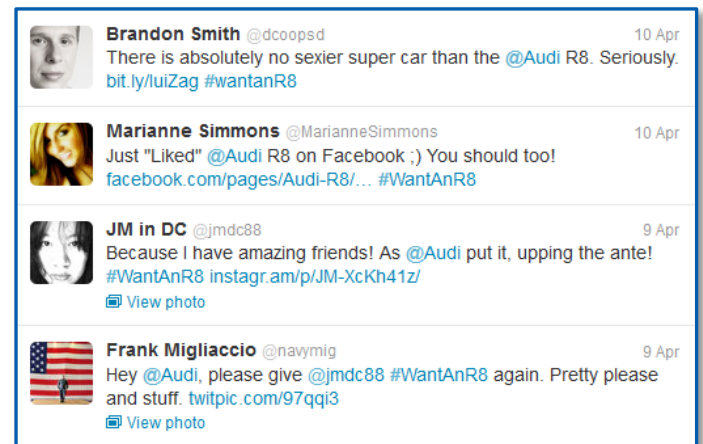 Brandon Smith @dcoopsd 10 Apr
There is absolutely no sexier super car than the @Audi R8. Seriously.
bit.ly/IuiZag #wantanR8
Marianne Simmons @MarianneSimmons 10 Apr
Just "Liked" @Audi R8 on Facebook ;) You should too!
facebook.com/pages/Audi-R8/… #WantAnR8
JM in DC @jmdc88 9 Apr
Because I have amazing friends! As @Audi put it, upping the ante!
#WantAnR8 instagr.am/p/JM-XcKh41z/
View photo
Frank Migliaccio @navymig 9 Apr
Hey @Audi, please give @jmdc88 #WantAnR8 again. Pretty please
and stuff. twitpic.com/97qqi3
View photo